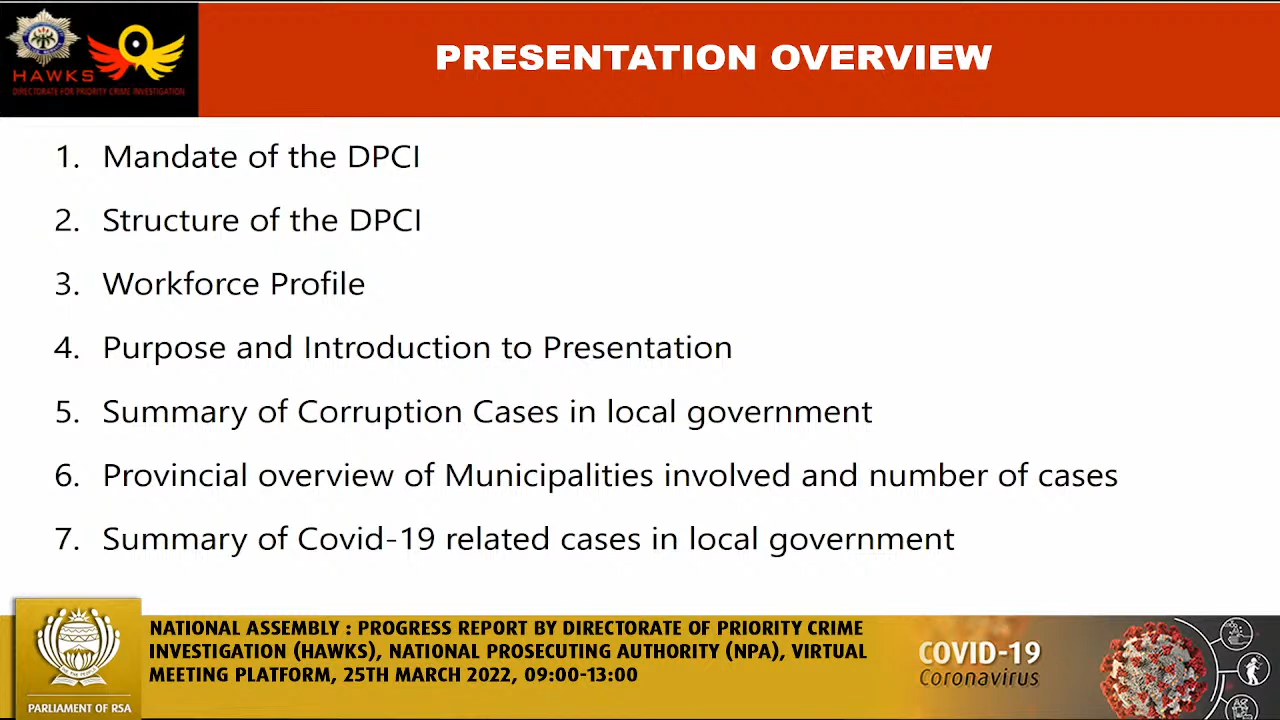 HAWKS
DIRECTORATE FOR PRIORITY CRIME INVESTIGATION
PRESENTATION OVERVIEW
1. Mandate of the DPCI
2. Structure of the DPCI
3. Workforce Profile
4. Purpose and Introduction to Presentation
5. Summary of Corruption Cases in local government
6. Provincial overview of Municipalities involved and number of cases
7. Summary of Covid-19 related cases in local government
NATIONAL ASSEMBLY : PROGRESS REPORT BY DIRECTORATE OF PRIORITY CRIME
INVESTIGATION (HAWKS), NATIONAL PROSECUTING AUTHORITY (NPA), VIRTUAL
MEETING PLATFORM, 25TH MARCH 2022, 09:00-13:00
PARLIAMENT OF RSA
COVID-19
Coronavirus